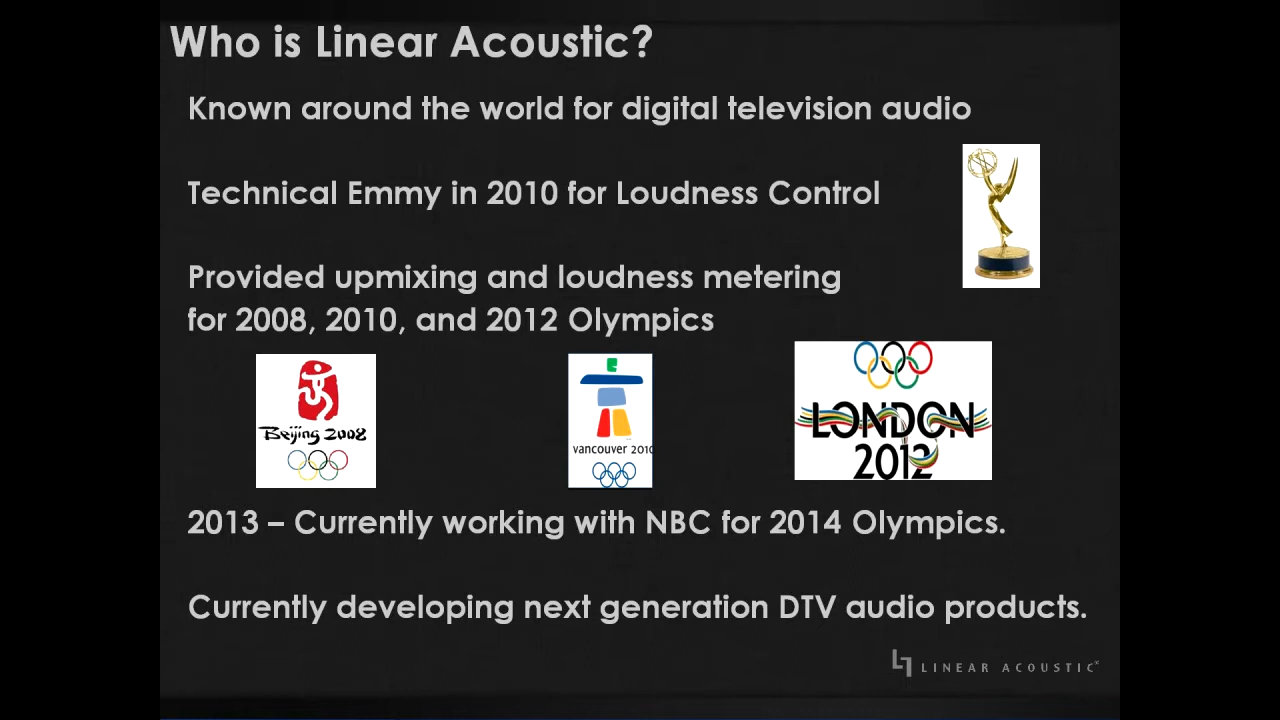 Who is Linear Acoustic?
Known around the world for digital television audio
Technical Emmy in 2010 for Loudness Control
Provided upmixing and loudness metering
for 2008, 2010, and 2012 Olympics
Beijing 2008
vancouver 2010
LONDON
2012
2013 – Currently working with NBC for 2014 Olympics.
Currently developing next generation DTV audio products.
LINEAR ACOUSTIC